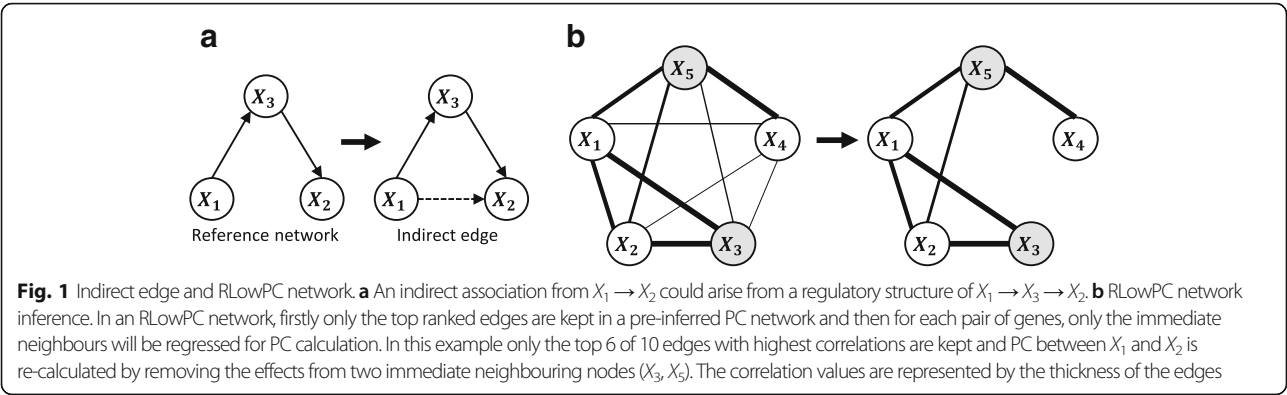 a
b
X₃
X₁
X₂
Reference network
X₃
X₁
X₂
Indirect edge
X₅
X₁
X₄
X₂
X₃
X₅
X₁
X₄
X₂
X₃
Fig. 1 Indirect edge and RLowPC network. a An indirect association from X₁ → X₂ could arise from a regulatory structure of X₁ → X₃ → X₂. b RLowPC network
inference. In an RLowPC network, firstly only the top ranked edges are kept in a pre-inferred PC network and then for each pair of genes, only the immediate
neighbours will be regressed for PC calculation. In this example only the top 6 of 10 edges with highest correlations are kept and PC between X₁ and X₂ is
re-calculated by removing the effects from two immediate neighbouring nodes (X₃, X₅). The correlation values are represented by the thickness of the edges